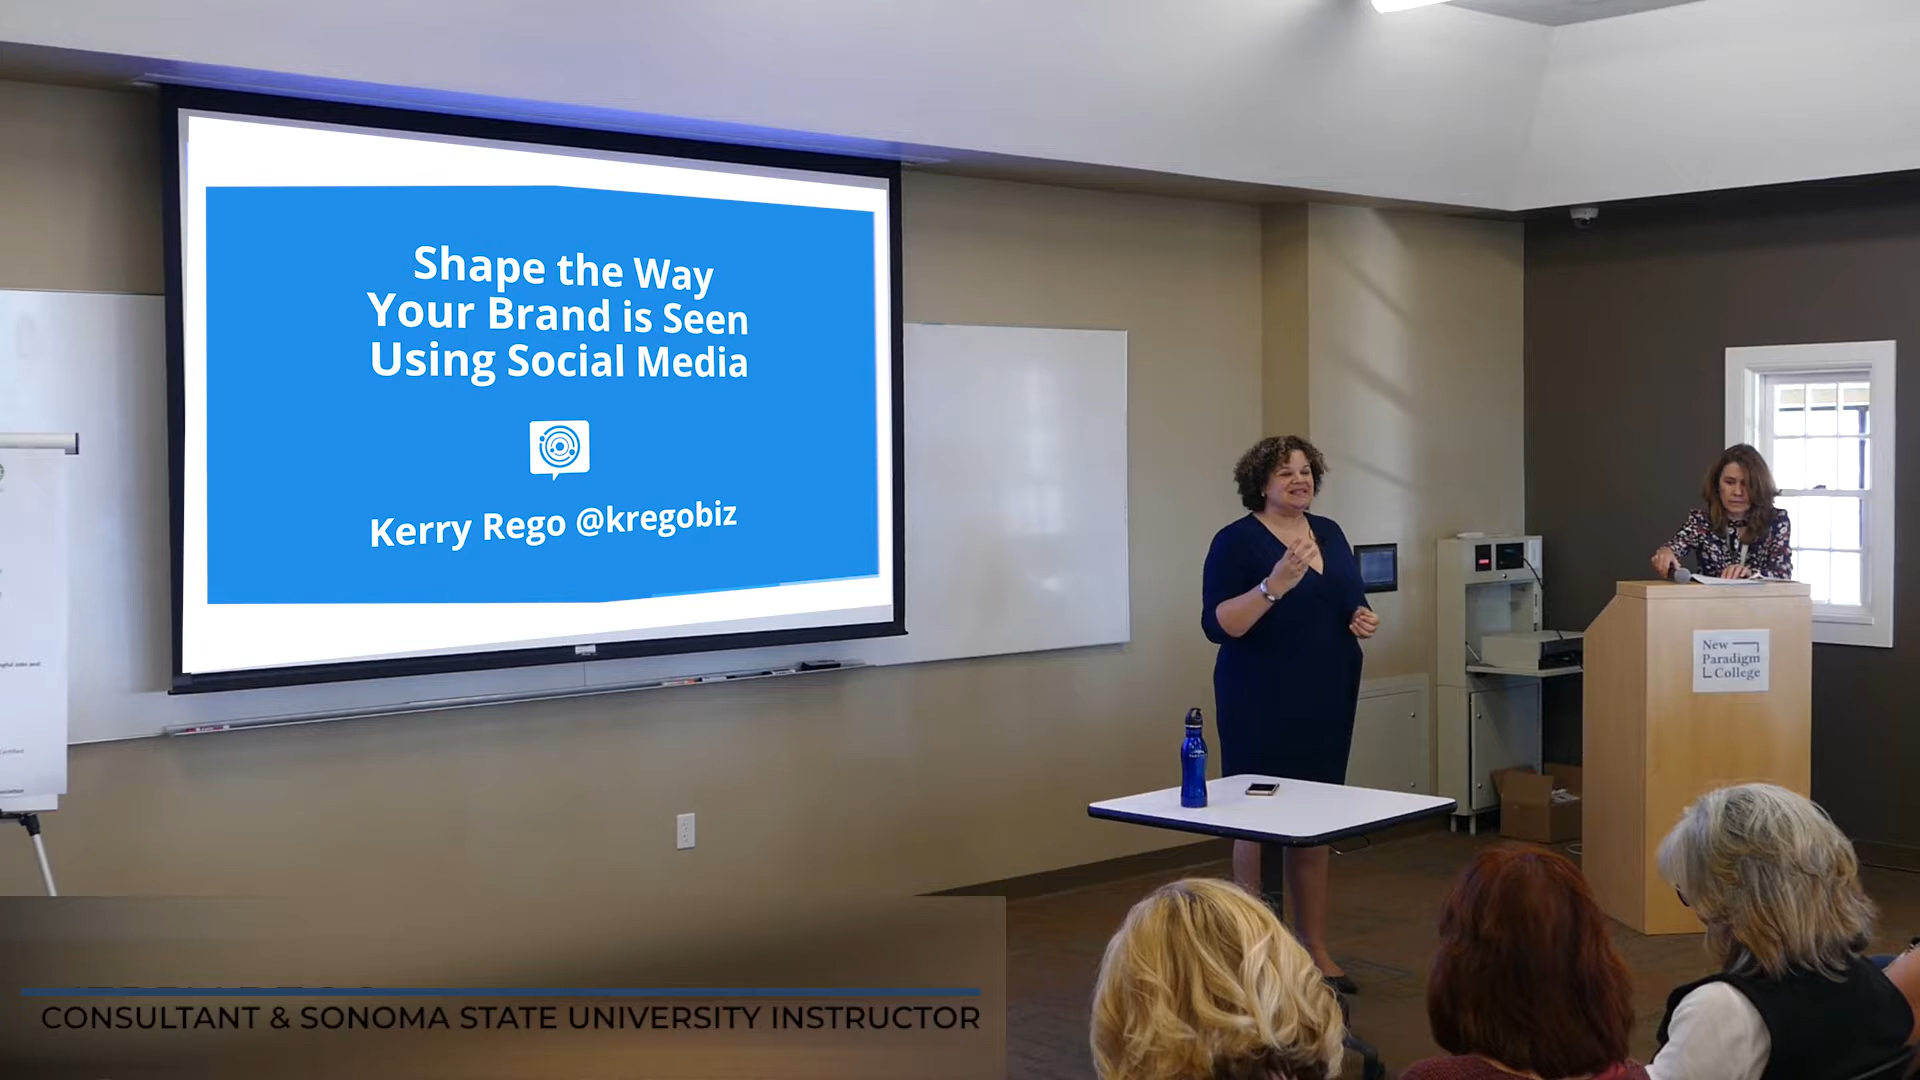 Shape the Way
Your Brand is Seen
Using Social Media
Kerry Rego @kregobiz
New
Paradigm
College
CONSULTANT & SONOMA STATE UNIVERSITY INSTRUCTOR